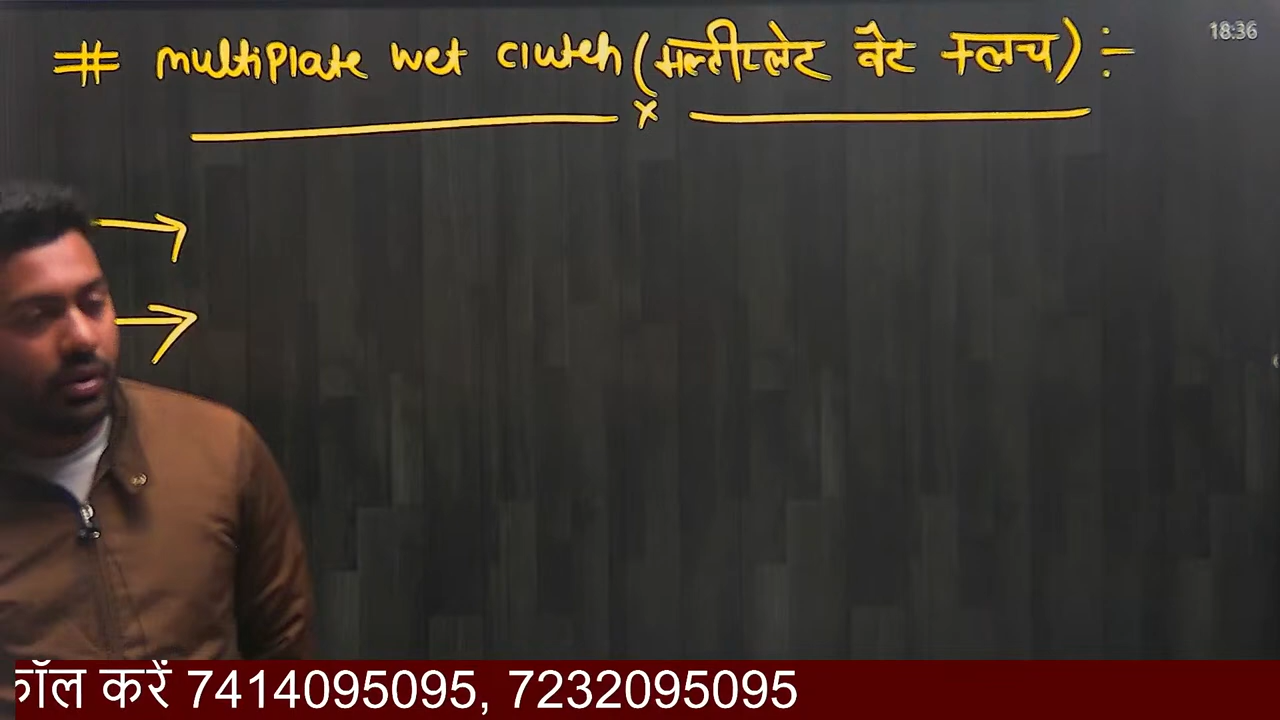 # multiplate wet clutch (मल्टीप्लेट वैट क्लच) :-
18:36
कॉल करें 7414095095, 7232095095